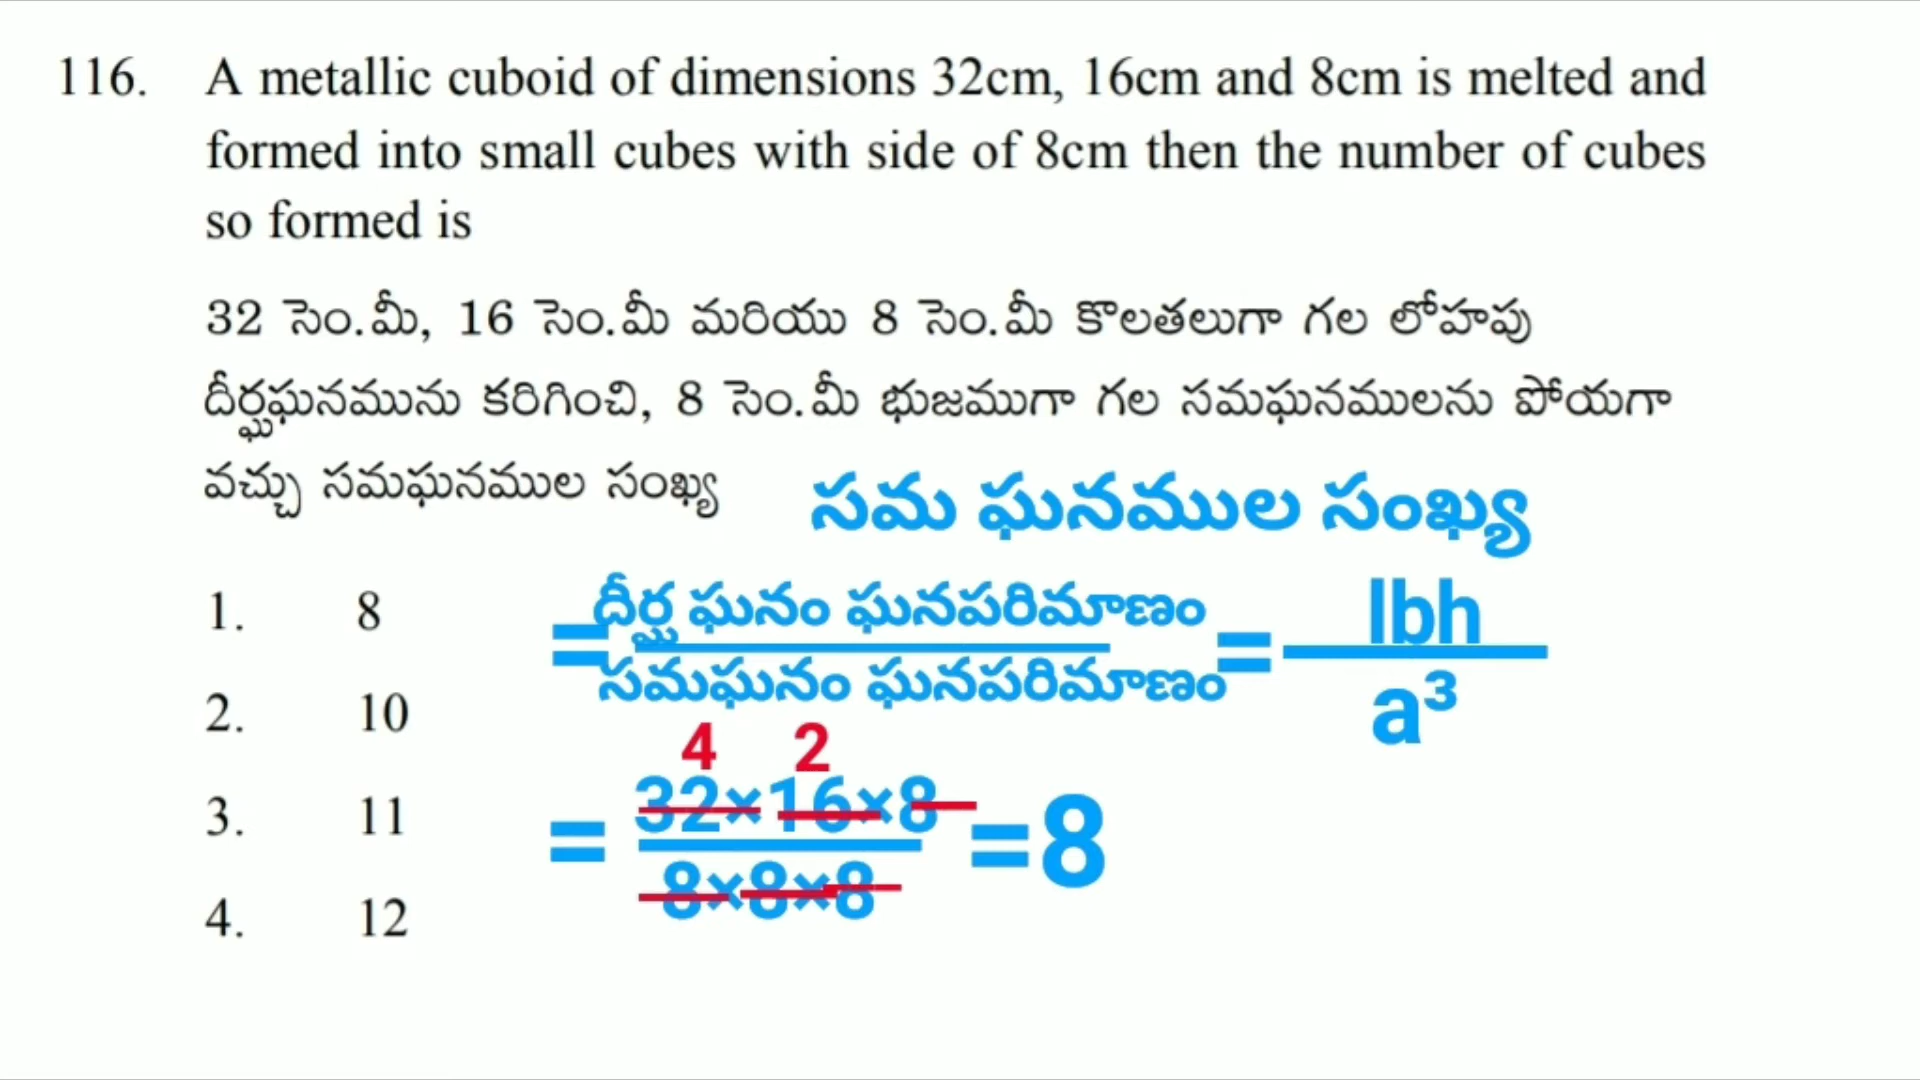 116. A metallic cuboid of dimensions 32cm, 16cm and 8cm is melted and
formed into small cubes with side of 8cm then the number of cubes
so formed is
32 సెం.మీ, 16 సెం.మీ మరియు 8 సెం.మీ కొలతలుగా గల లోహపు
దీర్ఘఘనమును కరిగించి, 8 సెం.మీ భుజముగా గల సమఘనములను పోయగా
వచ్చు సమఘనముల సంఖ్య
సమ ఘనముల సంఖ్య
1. 8
= దీర్ఘ ఘనం ఘనపరిమాణం = lbh
సమఘనం ఘనపరిమాణం a³
2. 10
4 2
3. 11
= 32×16×8 =8
8×8×8
4. 12